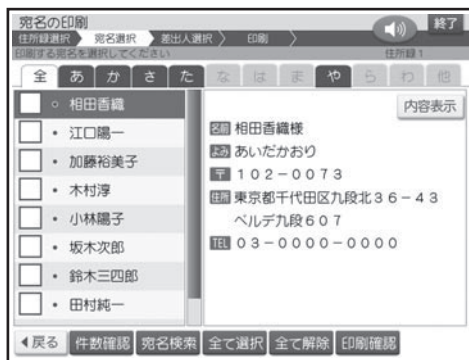 宛名の印刷
終了
住所録選択 宛名選択 差出人選択 印刷
印刷する宛名を選択してください 住所録1
全 あ か さ た な は ま や ら わ 他
相田香織
江口陽一
加藤裕美子
木村淳
小林陽子
坂木次郎
鈴木三四郎
田村純一
内容表示
名前 相田香織様
よみ あいだかおり
〒 102-0073
住所 東京都千代田区九段北36-43
ベルデ九段607
TEL 03-0000-0000
戻る 件数確認 宛名検索 全て選択 全て解除 印刷確認